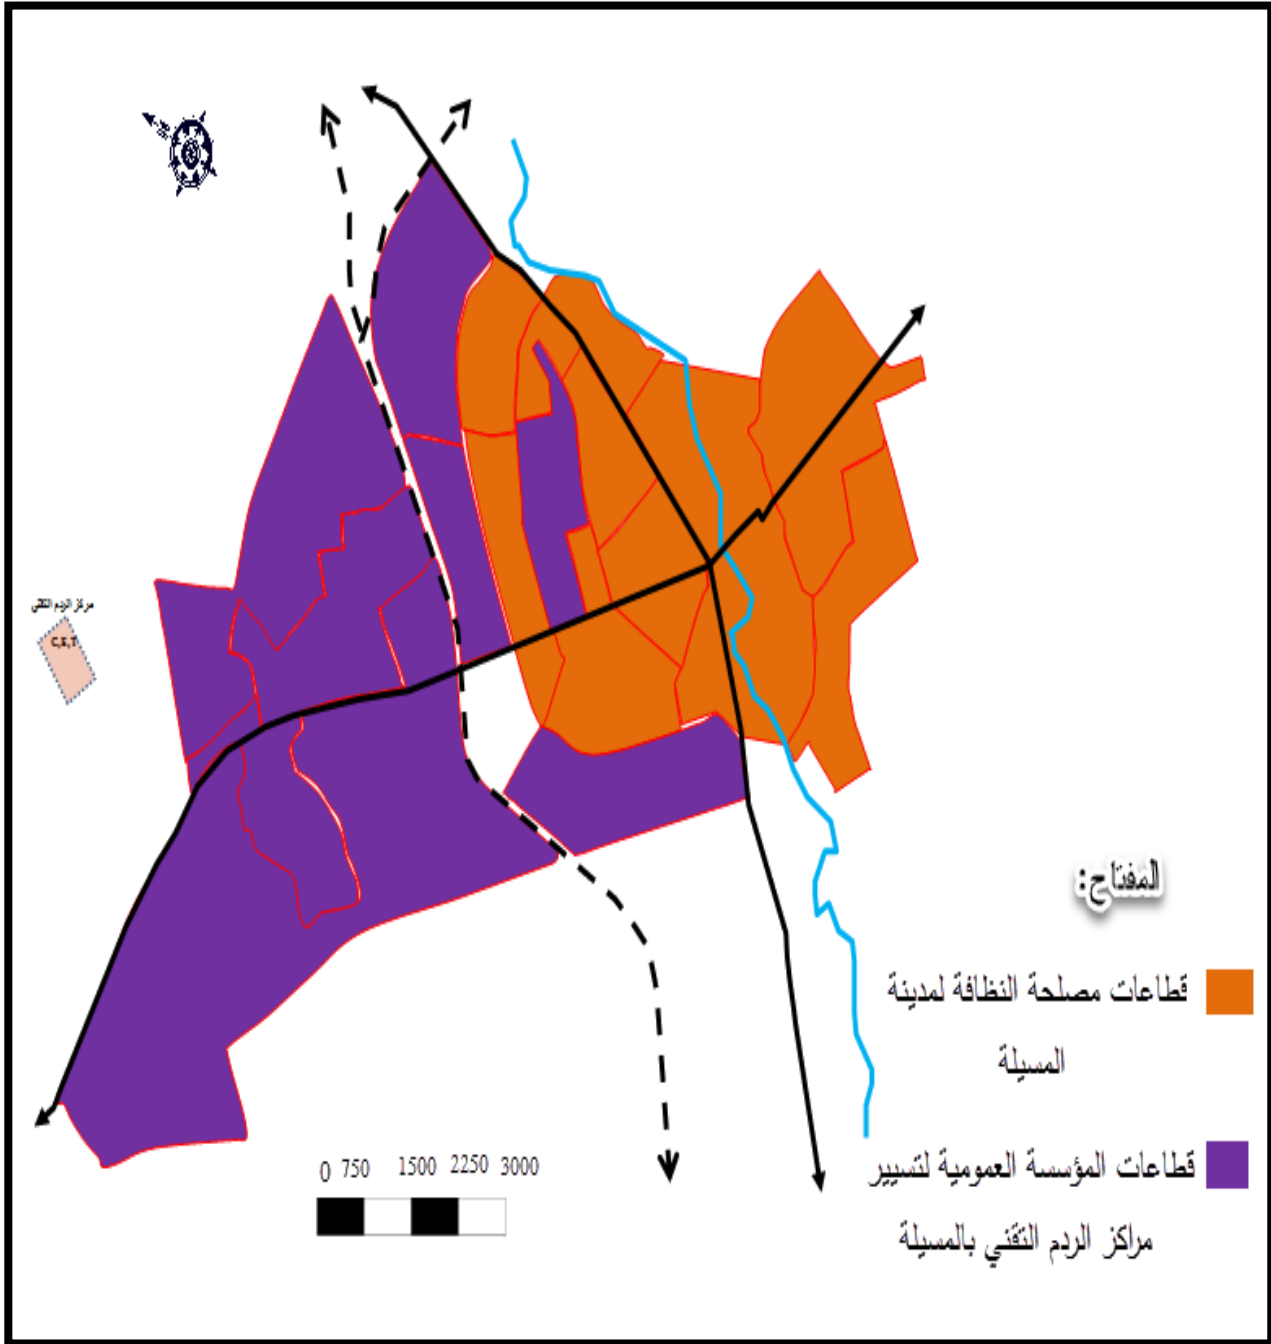 مركز الردم التقني
C,E,T
المفتاح:
قطاعات مصلحة النظافة لمدينة
المسيلة
قطاعات المؤسسة العمومية لتسيير
مراكز الردم التقني بالمسيلة
0 750 1500 2250 3000